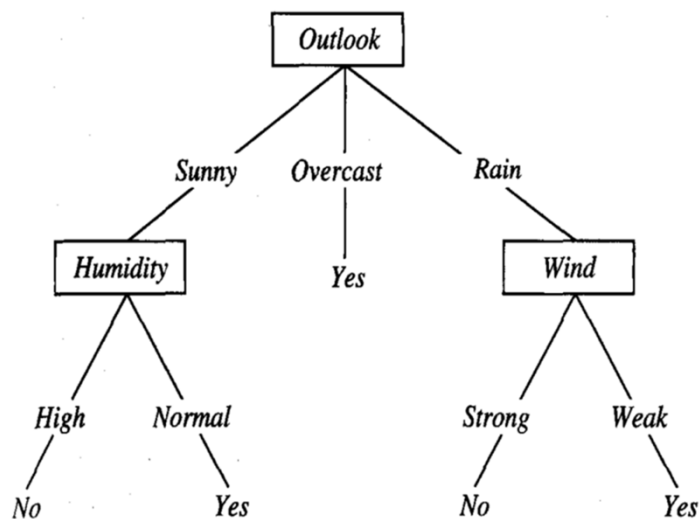 Outlook
Sunny Overcast Rain
Humidity Yes Wind
High Normal Strong Weak
No Yes No Yes